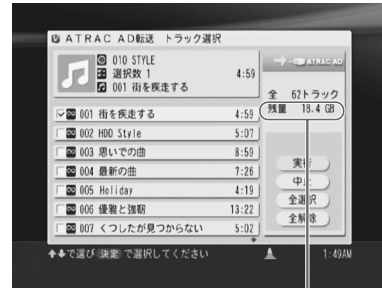 ATRAC AD転送 トラック選択
010 STYLE
選択数 1 4:59
001 街を疾走する
ATRAC AD
全 62トラック
残量 18.4 GB
001 街を疾走する 4:59
002 HDD Style 5:07
003 思いでの曲 8:59
004 最新の曲 7:26
005 Holiday 4:19
006 優雅と強靭 13:22
007 くつしたが見つからない 5:02
実行
中止
全選択
全解除
で選び 決定 で選択してください 1:49AM